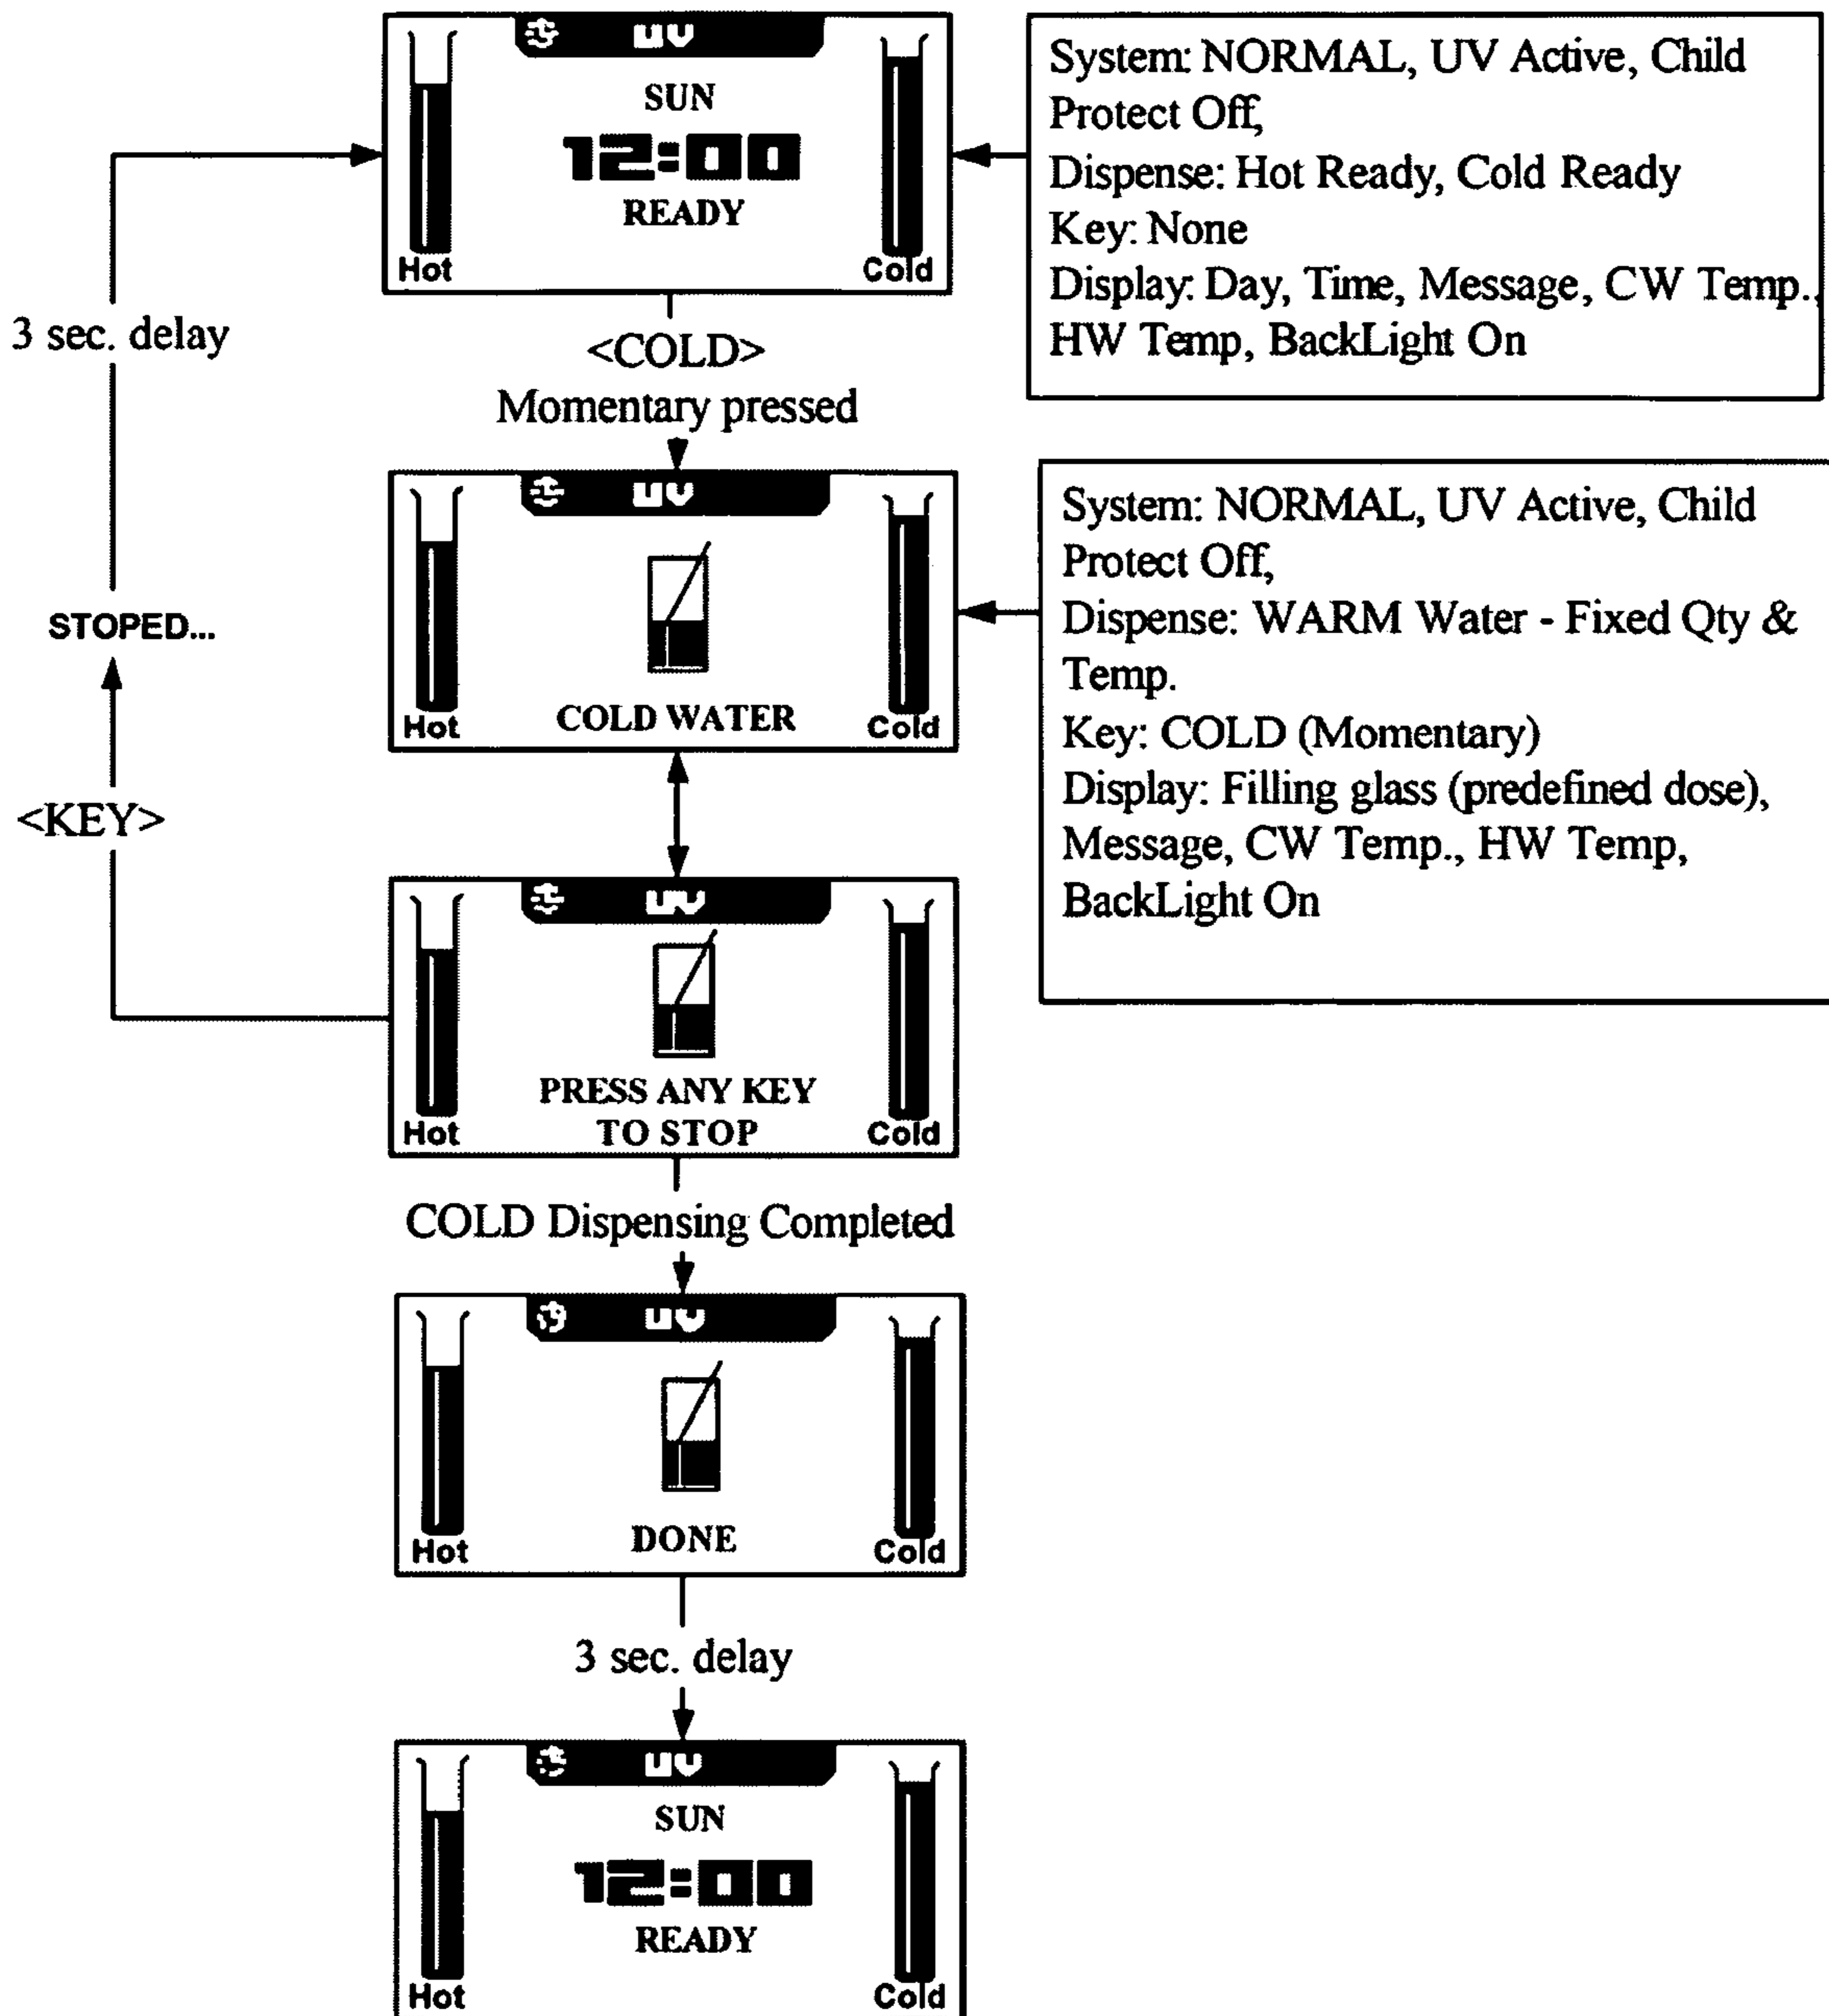 UV
SUN
12:00
READY
Hot
Cold
System: NORMAL, UV Active, Child
Protect Off,
Dispense: Hot Ready, Cold Ready
Key: None
Display: Day, Time, Message, CW Temp.,
HW Temp, BackLight On
3 sec. delay
<COLD>
Momentary pressed
UV
COLD WATER
Hot
Cold
System: NORMAL, UV Active, Child
Protect Off,
Dispense: WARM Water - Fixed Qty &
Temp.
Key: COLD (Momentary)
Display: Filling glass (predefined dose),
Message, CW Temp., HW Temp,
BackLight On
STOPED...
<KEY>
UV
PRESS ANY KEY
TO STOP
Hot
Cold
COLD Dispensing Completed
UV
DONE
Hot
Cold
3 sec. delay
UV
SUN
12:00
READY
Hot
Cold